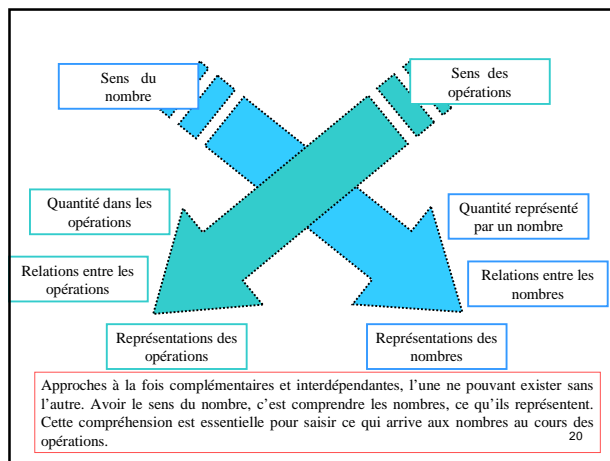 Sens du
nombre
Sens des
opérations
Quantité dans les
opérations
Quantité représenté
par un nombre
Relations entre les
opérations
Relations entre les
nombres
Représentations des
opérations
Représentations des
nombres
Approches à la fois complémentaires et interdépendantes, l'une ne pouvant exister sans
l'autre. Avoir le sens du nombre, c'est comprendre les nombres, ce qu'ils représentent.
Cette compréhension est essentielle pour saisir ce qui arrive aux nombres au cours des
opérations.
20